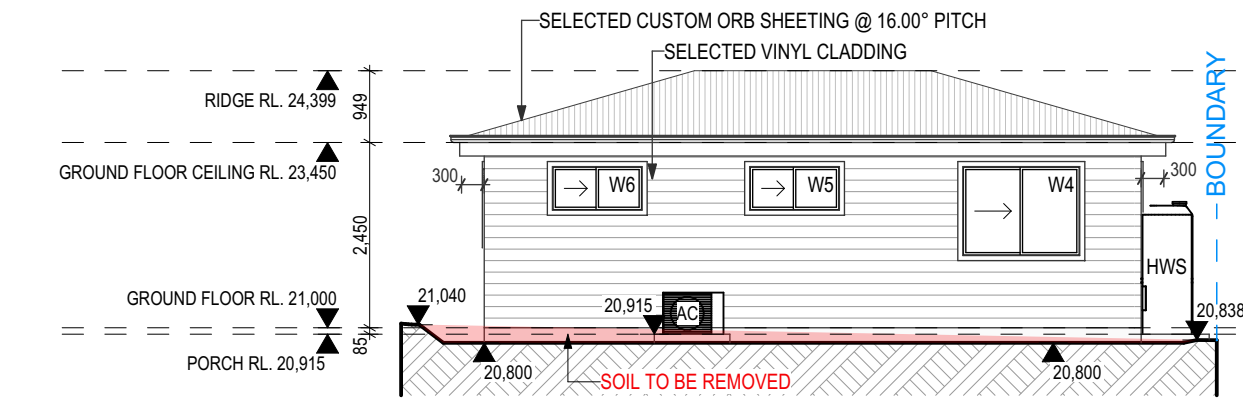 SELECTED CUSTOM ORB SHEETING @ 16.00° PITCH
SELECTED VINYL CLADDING
BOUNDARY
RIDGE RL. 24,399
949
GROUND FLOOR CEILING RL. 23,450
300
W6
W5
W4
300
2,450
HWS
GROUND FLOOR RL. 21,000
21,040
20,915
AC
20,838
85
PORCH RL. 20,915
20,800
SOIL TO BE REMOVED
20,800